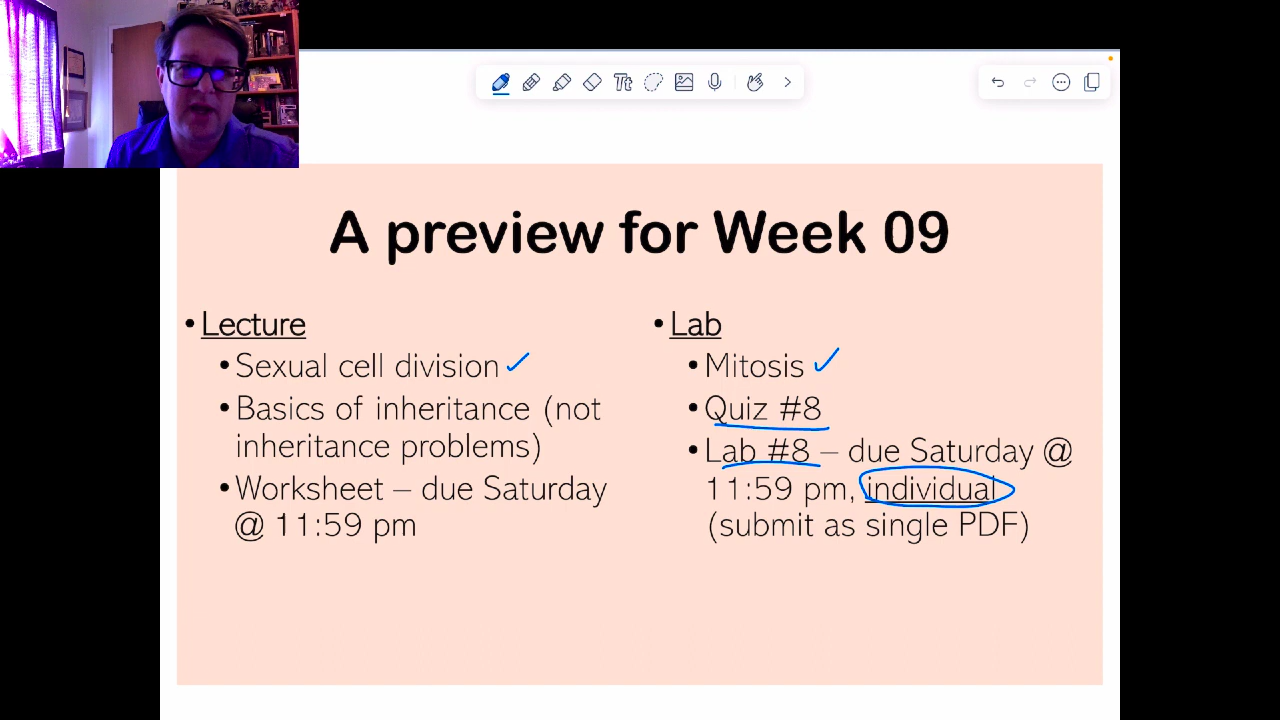 Tt
A preview for Week 09
• Lecture
• Sexual cell division
• Basics of inheritance (not
inheritance problems)
• Worksheet – due Saturday
@ 11:59 pm
• Lab
• Mitosis
• Quiz #8
• Lab #8 – due Saturday @
11:59 pm, individual
(submit as single PDF)